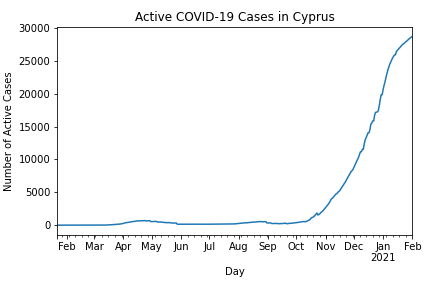 Active COVID-19 Cases in Cyprus
30000
25000
20000
15000
10000
5000
0
Number of Active Cases
Feb Mar Apr May Jun Jul Aug Sep Oct Nov Dec Jan Feb
2021
Day